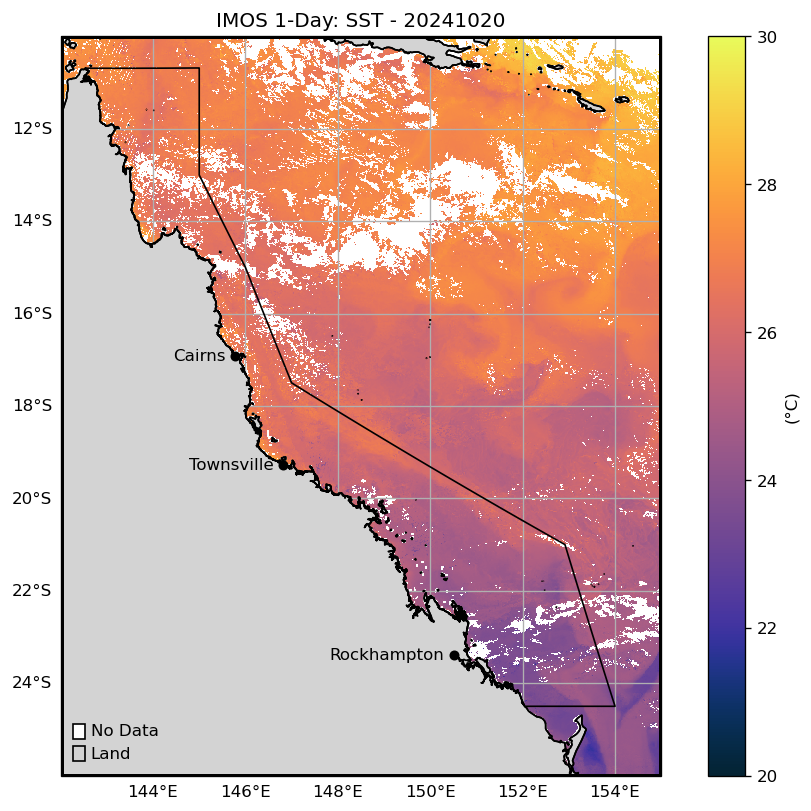 IMOS 1-Day: SST - 20241020
30
12°S
28
14°S
16°S
26
Cairns
(°C)
18°S
Townsville
24
20°S
22°S
22
Rockhampton
24°S
No Data
Land
20
144°E 146°E 148°E 150°E 152°E 154°E